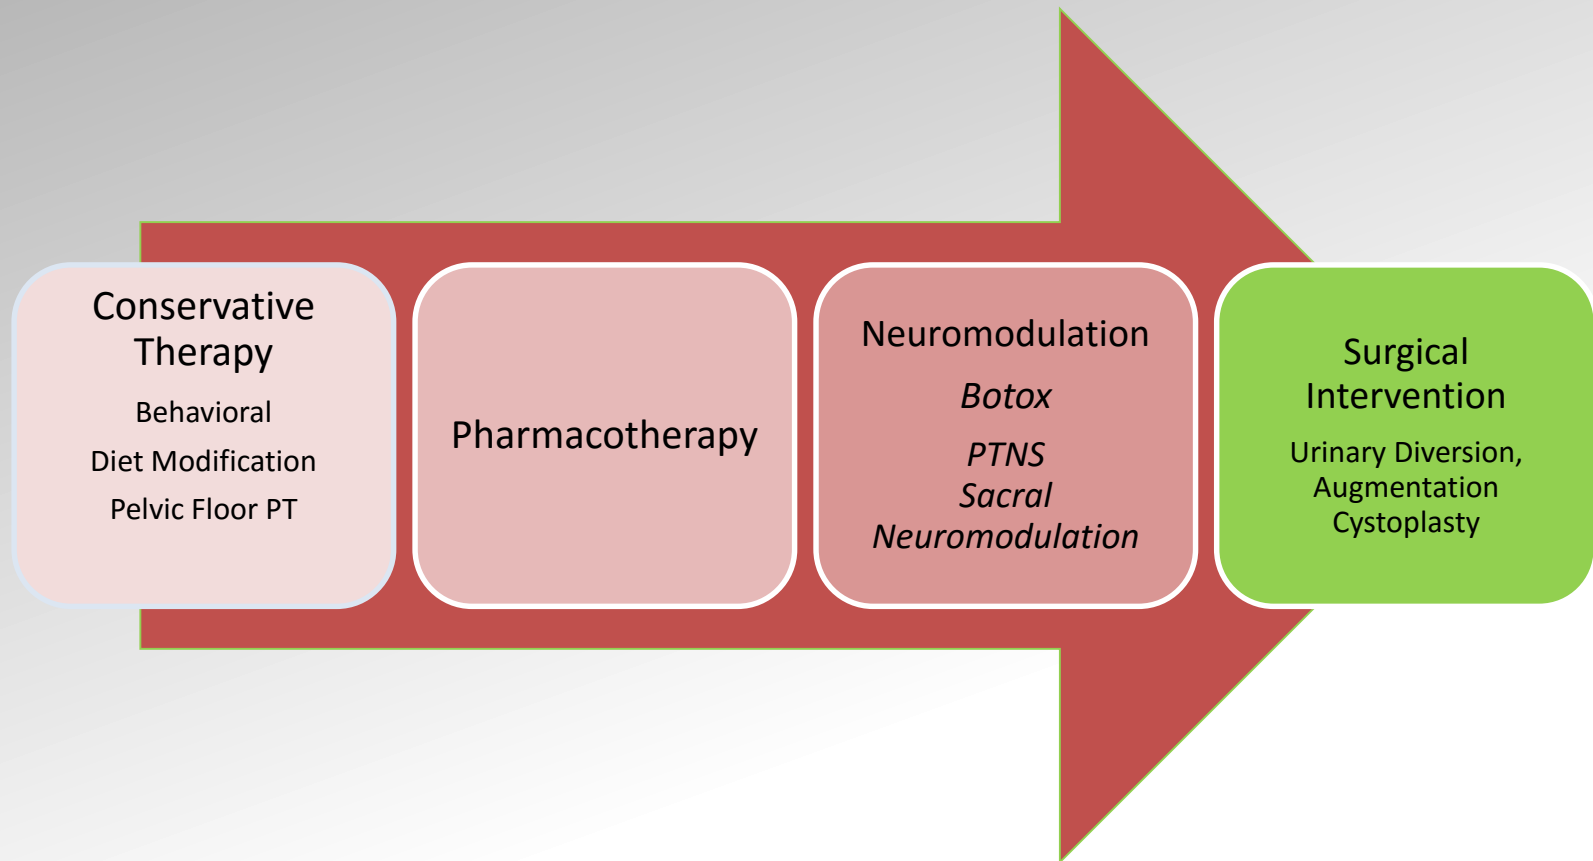 Conservative
Therapy
Behavioral
Diet Modification
Pelvic Floor PT
Pharmacotherapy
Neuromodulation
Botox
PTNS
Sacral
Neuromodulation
Surgical
Intervention
Urinary Diversion,
Augmentation
Cystoplasty